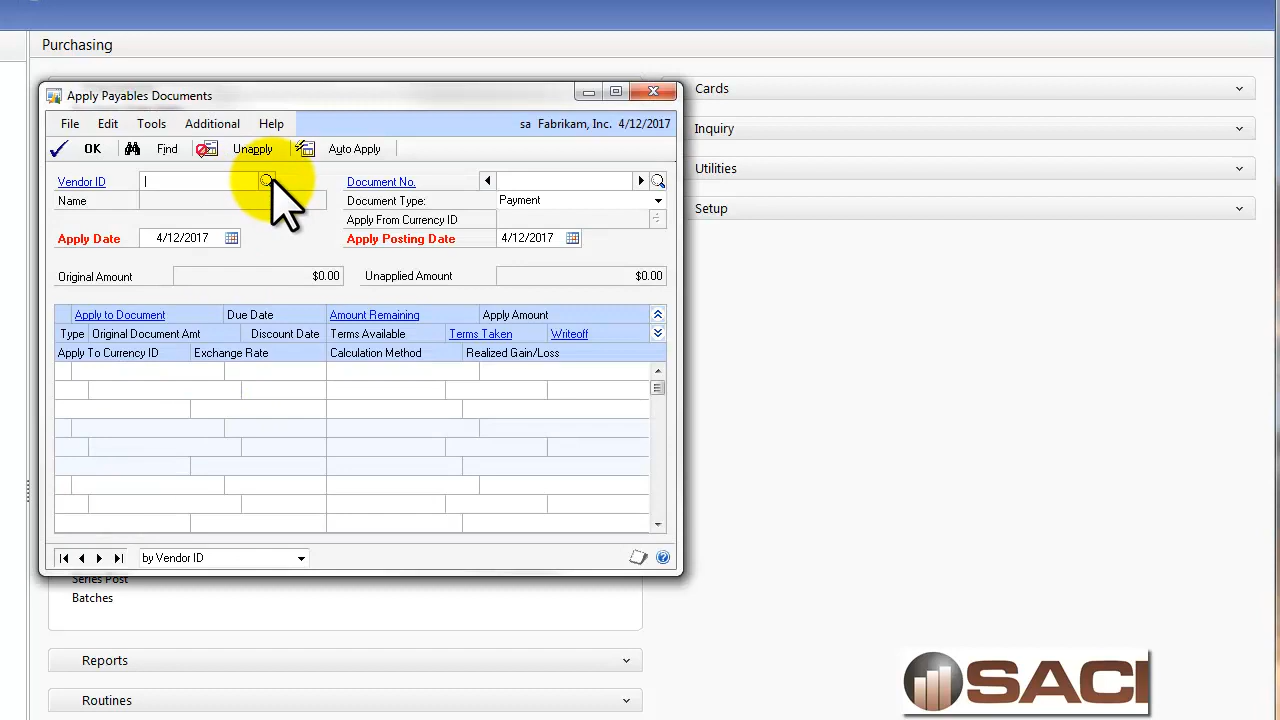 Purchasing
Apply Payables Documents
File Edit Tools Additional Help sa Fabrikam, Inc. 4/12/2017
OK Find Unapply Auto Apply
Vendor ID Document No.
Name Document Type: Payment
Apply From Currency ID
Apply Date 4/12/2017 Apply Posting Date 4/12/2017
Original Amount $0.00 Unapplied Amount $0.00
Apply to Document Due Date Amount Remaining Apply Amount
Type Original Document Amt Discount Date Terms Available Terms Taken Writeoff
Apply To Currency ID Exchange Rate Calculation Method Realized Gain/Loss
by Vendor ID
Series Post
Batches
Reports
Routines
Cards
Inquiry
Utilities
Setup
SACI